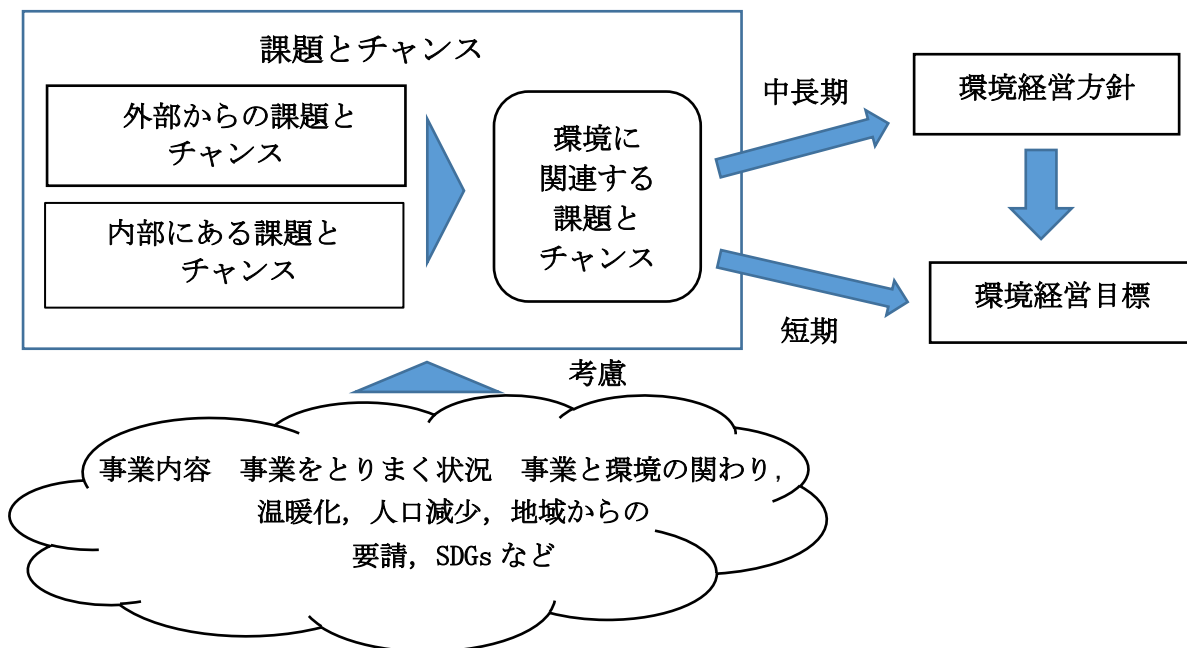 課題とチャンス
外部からの課題と
チャンス
内部にある課題と
チャンス
環境に
関連する
課題と
チャンス
中長期
短期
環境経営方針
環境経営目標
考慮
事業内容　事業をとりまく状況　事業と環境の関わり,
温暖化, 人口減少, 地域からの
要請, SDGs など